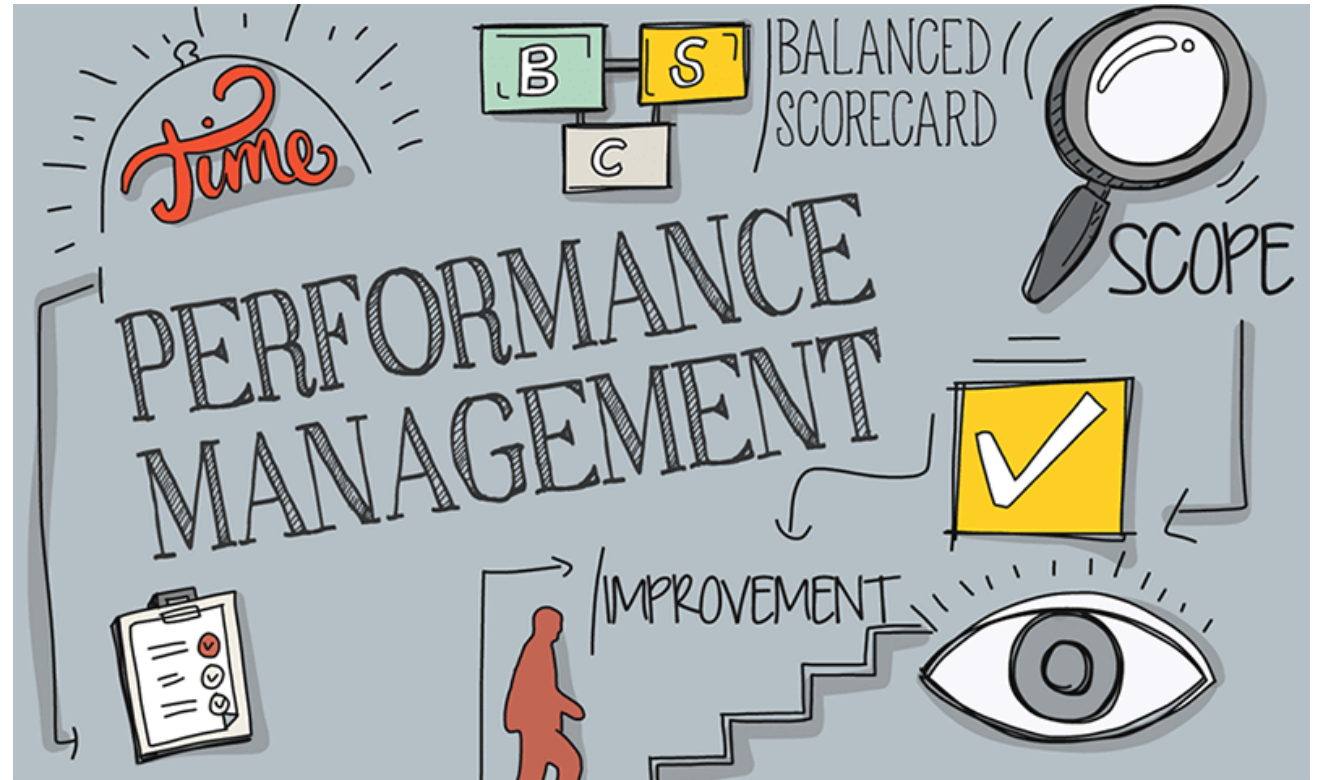 Time
B S
C
BALANCED
SCORECARD
SCOPE
PERFORMANCE
MANAGEMENT
IMPROVEMENT